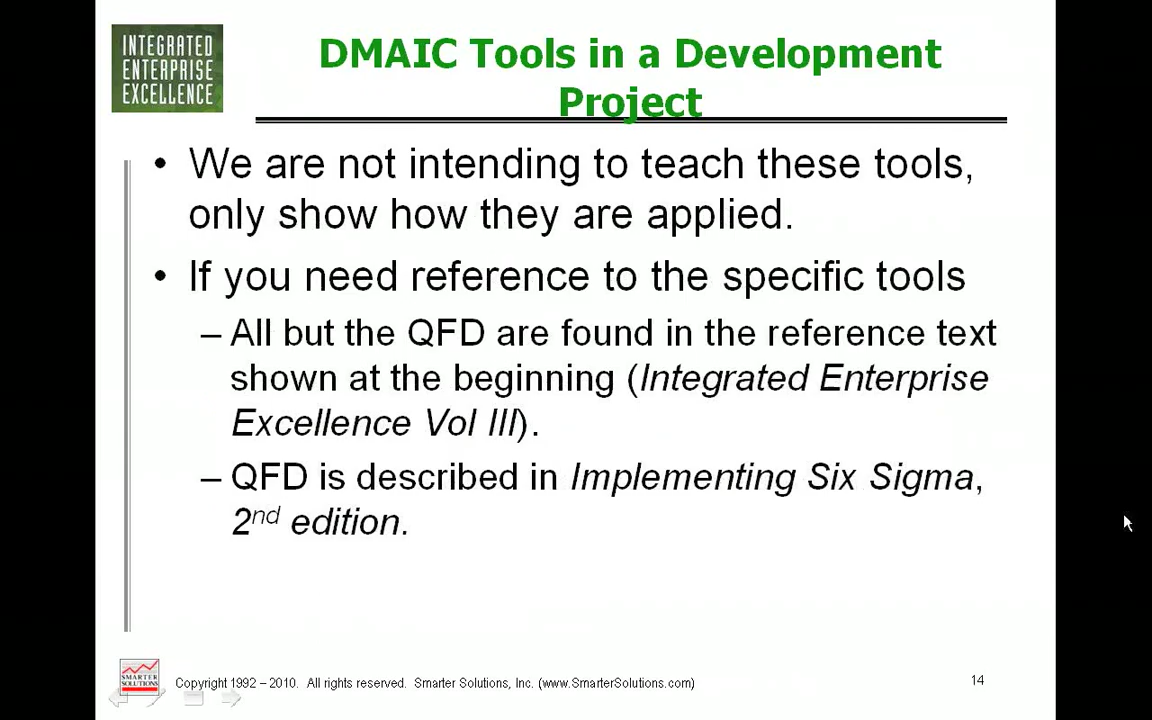 INTEGRATED
ENTERPRISE
EXCELLENCE
DMAIC Tools in a Development
Project
• We are not intending to teach these tools,
only show how they are applied.
• If you need reference to the specific tools
– All but the QFD are found in the reference text
shown at the beginning (Integrated Enterprise
Excellence Vol III).
– QFD is described in Implementing Six Sigma,
2nd edition.
SMARTER
SOLUTIONS
Copyright 1992 – 2010. All rights reserved. Smarter Solutions, Inc. (www.SmarterSolutions.com)
14